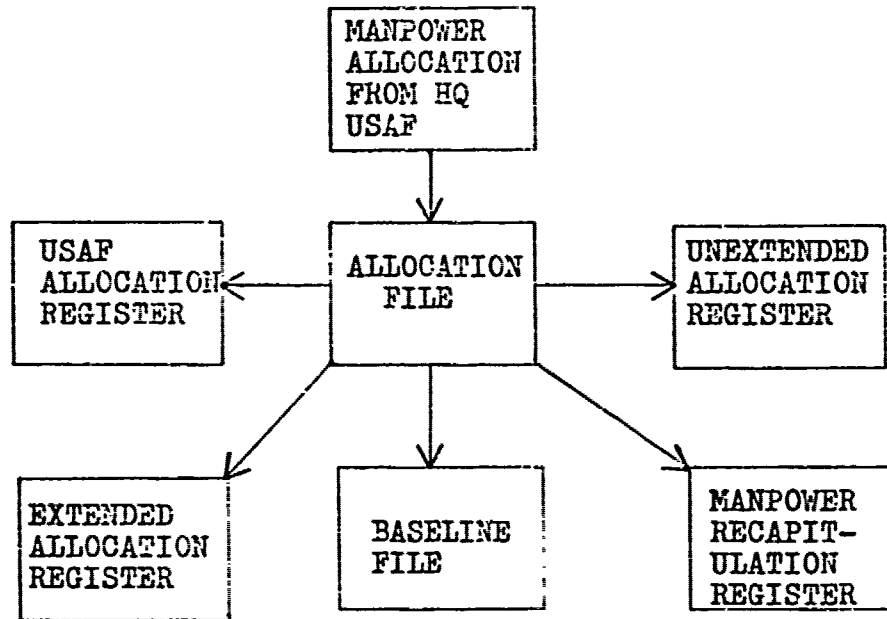 MANPOWER
ALLOCATION
FROM HQ
USAF
USAF
ALLOCATION
REGISTER
ALLOCATION
FILE
UNEXTENDED
ALLOCATION
REGISTER
EXTENDED
ALLOCATION
REGISTER
BASELINE
FILE
MANPOWER
RECAPIT-
ULATION
REGISTER